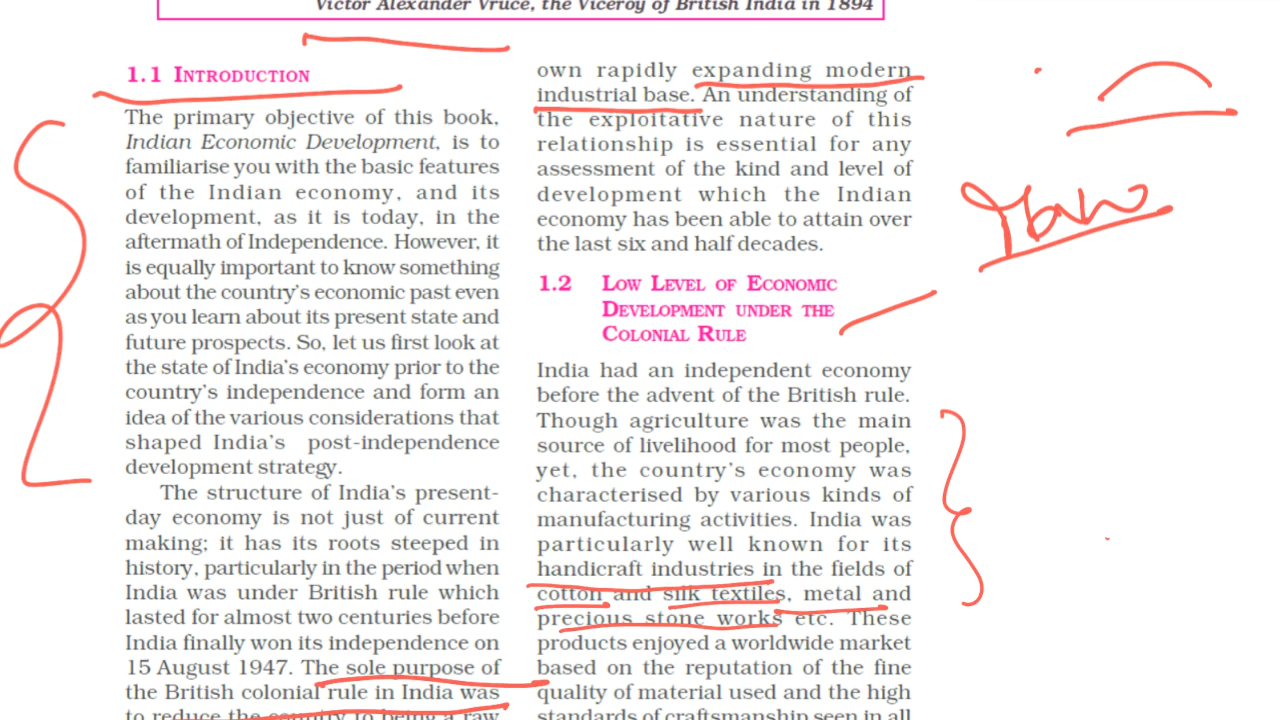 Victor Alexander Vruce, the Viceroy of British India in 1894
1.1 INTRODUCTION
The primary objective of this book,
Indian Economic Development, is to
familiarise you with the basic features
of the Indian economy, and its
development, as it is today, in the
aftermath of Independence. However, it
is equally important to know something
about the country's economic past even
as you learn about its present state and
future prospects. So, let us first look at
the state of India's economy prior to the
country's independence and form an
idea of the various considerations that
shaped India's post-independence
development strategy.
The structure of India's present-
day economy is not just of current
making; it has its roots steeped in
history, particularly in the period when
India was under British rule which
lasted for almost two centuries before
India finally won its independence on
15 August 1947. The sole purpose of
the British colonial rule in India was
to reduce the country to being a raw
own rapidly expanding modern
industrial base. An understanding of
the exploitative nature of this
relationship is essential for any
assessment of the kind and level of
development which the Indian
economy has been able to attain over
the last six and half decades.
1.2 LOW LEVEL OF ECONOMIC
DEVELOPMENT UNDER THE
COLONIAL RULE
India had an independent economy
before the advent of the British rule.
Though agriculture was the main
source of livelihood for most people,
yet, the country's economy was
characterised by various kinds of
manufacturing activities. India was
particularly well known for its
handicraft industries in the fields of
cotton and silk textiles, metal and
precious stone works etc. These
products enjoyed a worldwide market
based on the reputation of the fine
quality of material used and the high
standards of craftsmanship seen in all